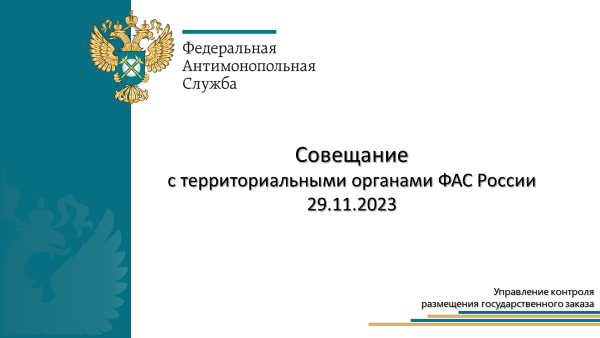 Федеральная
Антимонопольная
Служба
Совещание
с территориальными органами ФАС России
29.11.2023
Управление контроля
размещения государственного заказа